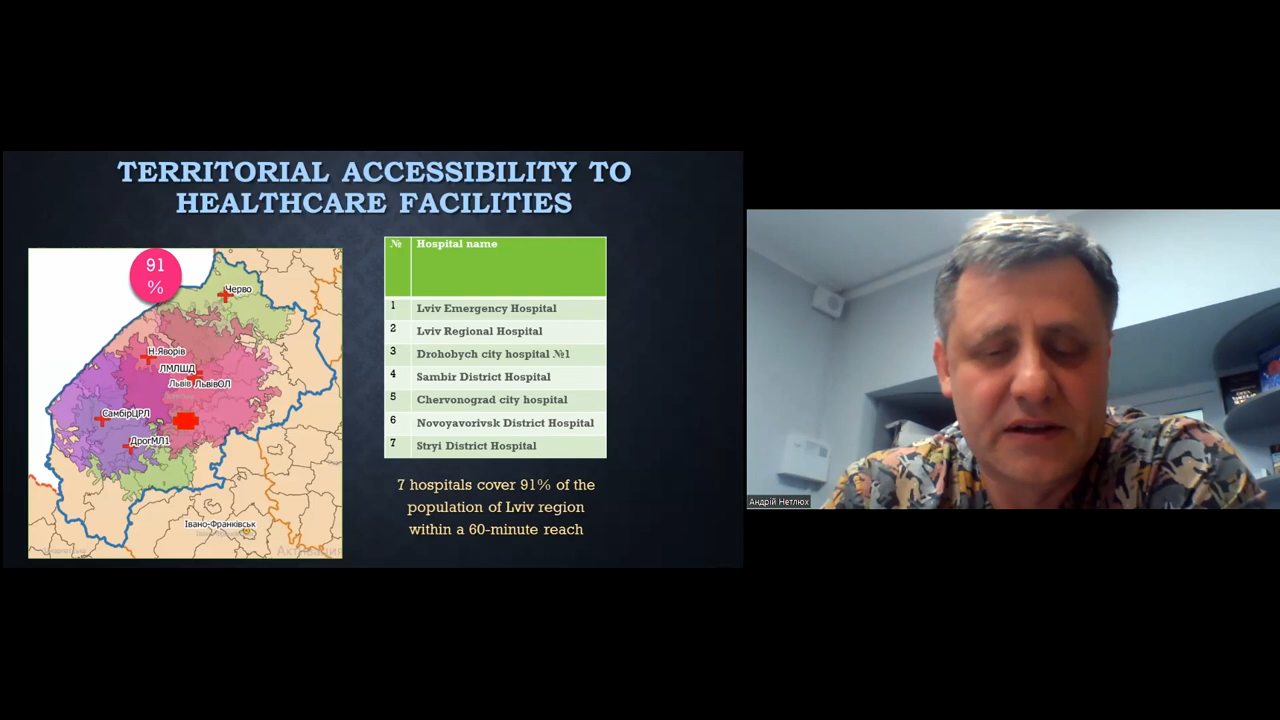 TERRITORIAL ACCESSIBILITY TO
HEALTHCARE FACILITIES
91
%
Черво
Н.Яворів
ЛМЛШД
Львів
ЛьвівОЛ
СамбірЦРЛ
ДрогМЛ1
Івано-Франківськ
Активация
№ Hospital name
1 Lviv Emergency Hospital
2 Lviv Regional Hospital
3 Drohobych city hospital №1
4 Sambir District Hospital
5 Chervonograd city hospital
6 Novoyavorivsk District Hospital
7 Stryi District Hospital
7 hospitals cover 91% of the
population of Lviv region
within a 60-minute reach
Андрій Нетлюх